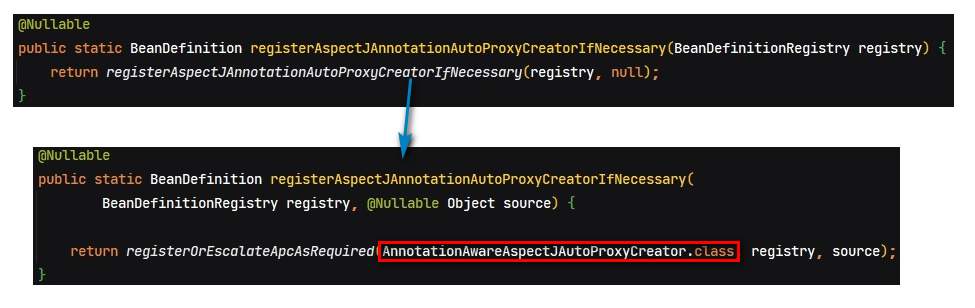 @Nullable
public static BeanDefinition registerAspectJAnnotationAutoProxyCreatorIfNecessary(BeanDefinitionRegistry registry) {
return registerAspectJAnnotationAutoProxyCreatorIfNecessary(registry, null);
}
@Nullable
public static BeanDefinition registerAspectJAnnotationAutoProxyCreatorIfNecessary(
BeanDefinitionRegistry registry, @Nullable Object source) {
return registerOrEscalateApcAsRequired(AnnotationAwareAspectJAutoProxyCreator.class registry, source);
}